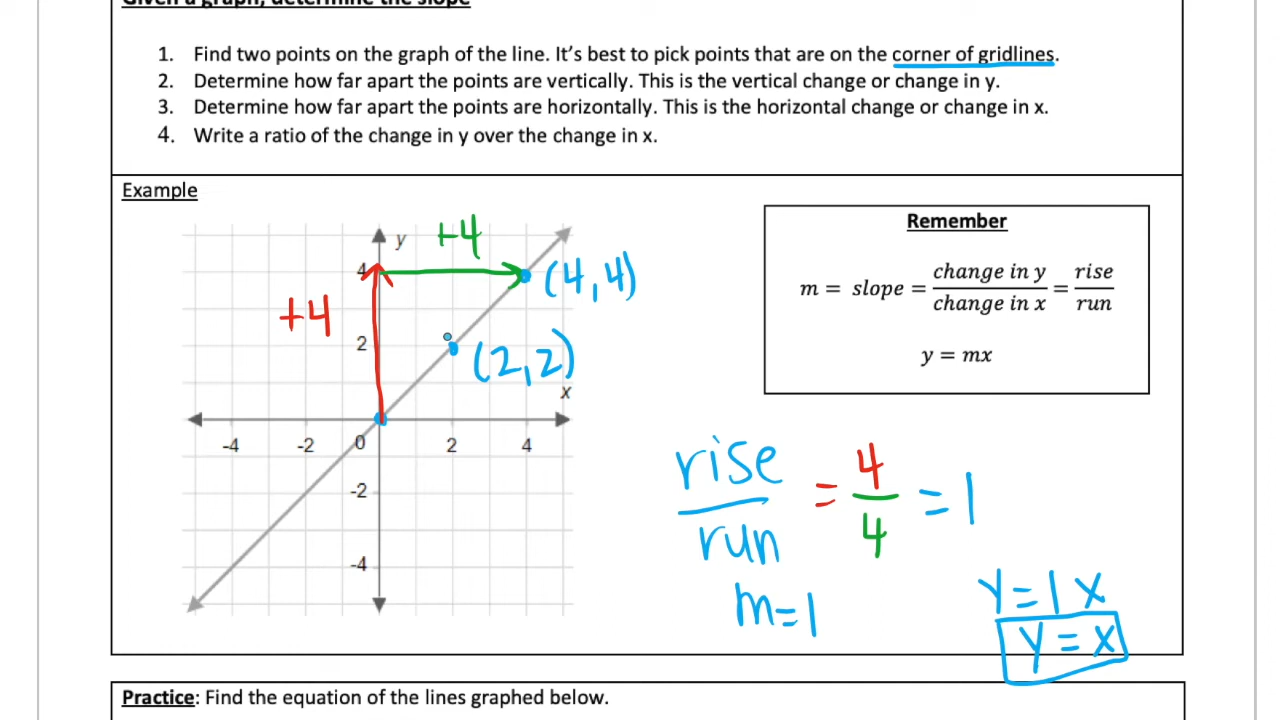 Given a graph, determine the slope
1. Find two points on the graph of the line. It's best to pick points that are on the corner of gridlines.
2. Determine how far apart the points are vertically. This is the vertical change or change in y.
3. Determine how far apart the points are horizontally. This is the horizontal change or change in x.
4. Write a ratio of the change in y over the change in x.
Example
y
+4
4
(4,4)
+4
2
(2,2)
x
-4 -2 0 2 4
-2
-4
Remember
m = slope = change in y / change in x = rise / run
y = mx
rise / run = 4 / 4 = 1
m=1
y=1x
y=x
Practice: Find the equation of the lines graphed below.